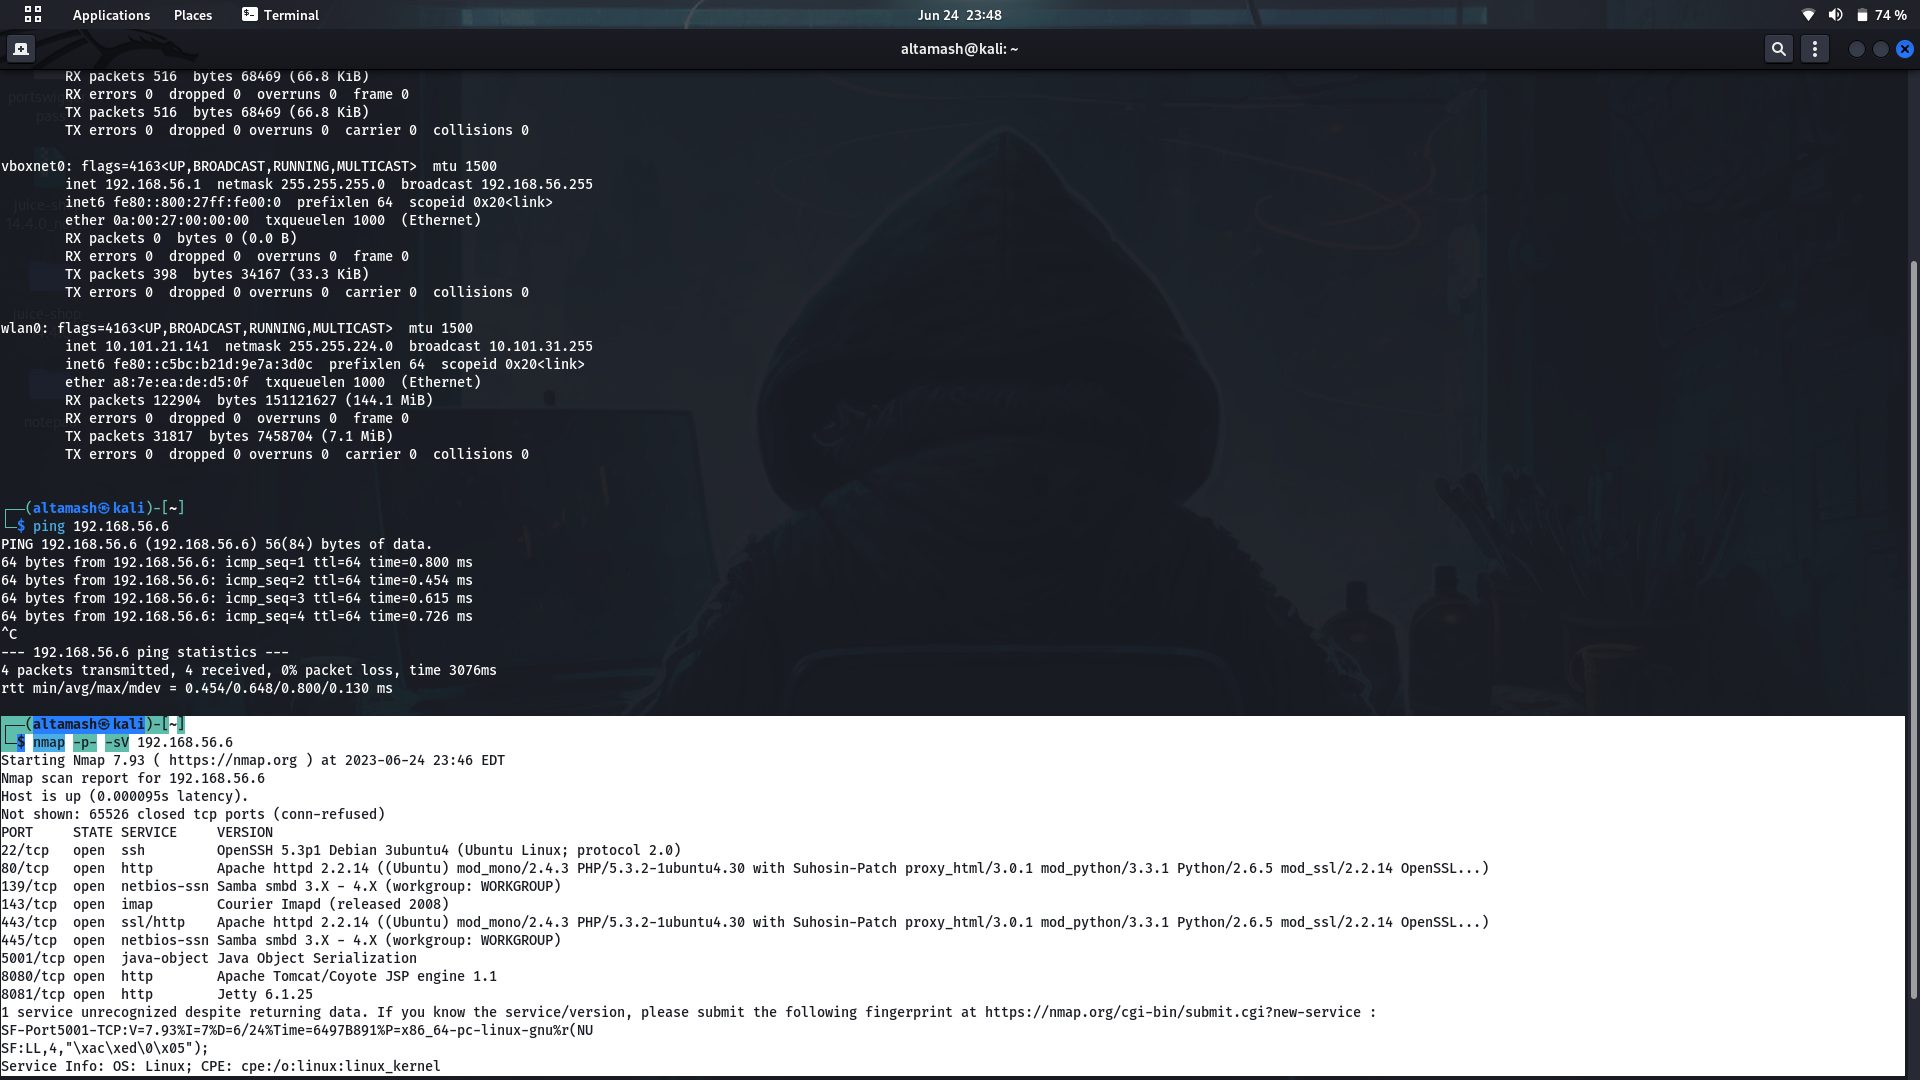 Applications Places Terminal Jun 24 23:48 74 %
altamash@kali: ~
RX packets 516 bytes 68469 (66.8 KiB)
RX errors 0 dropped 0 overruns 0 frame 0
TX packets 516 bytes 68469 (66.8 KiB)
TX errors 0 dropped 0 overruns 0 carrier 0 collisions 0
vboxnet0: flags=4163<UP,BROADCAST,RUNNING,MULTICAST> mtu 1500
inet 192.168.56.1 netmask 255.255.255.0 broadcast 192.168.56.255
inet6 fe80::800:27ff:fe00:0 prefixlen 64 scopeid 0x20<link>
ether 0a:00:27:00:00:00 txqueuelen 1000 (Ethernet)
RX packets 0 bytes 0 (0.0 B)
RX errors 0 dropped 0 overruns 0 frame 0
TX packets 398 bytes 34167 (33.3 KiB)
TX errors 0 dropped 0 overruns 0 carrier 0 collisions 0
wlan0: flags=4163<UP,BROADCAST,RUNNING,MULTICAST> mtu 1500
inet 10.101.21.141 netmask 255.255.224.0 broadcast 10.101.31.255
inet6 fe80::c5bc:b21d:9e7a:3d0c prefixlen 64 scopeid 0x20<link>
ether a8:7e:ea:de:d5:0f txqueuelen 1000 (Ethernet)
RX packets 122904 bytes 151121627 (144.1 MiB)
RX errors 0 dropped 0 overruns 0 frame 0
TX packets 31817 bytes 7458704 (7.1 MiB)
TX errors 0 dropped 0 overruns 0 carrier 0 collisions 0
┌──(altamash㉿kali)-[~]
└─$ ping 192.168.56.6
PING 192.168.56.6 (192.168.56.6) 56(84) bytes of data.
64 bytes from 192.168.56.6: icmp_seq=1 ttl=64 time=0.800 ms
64 bytes from 192.168.56.6: icmp_seq=2 ttl=64 time=0.454 ms
64 bytes from 192.168.56.6: icmp_seq=3 ttl=64 time=0.615 ms
64 bytes from 192.168.56.6: icmp_seq=4 ttl=64 time=0.726 ms
^C
--- 192.168.56.6 ping statistics ---
4 packets transmitted, 4 received, 0% packet loss, time 3076ms
rtt min/avg/max/mdev = 0.454/0.648/0.800/0.130 ms
┌──(altamash㉿kali)-[~]
└─$ nmap -p- -sV 192.168.56.6
Starting Nmap 7.93 ( https://nmap.org ) at 2023-06-24 23:46 EDT
Nmap scan report for 192.168.56.6
Host is up (0.000095s latency).
Not shown: 65526 closed tcp ports (conn-refused)
PORT STATE SERVICE VERSION
22/tcp open ssh OpenSSH 5.3p1 Debian 3ubuntu4 (Ubuntu Linux; protocol 2.0)
80/tcp open http Apache httpd 2.2.14 ((Ubuntu) mod_mono/2.4.3 PHP/5.3.2-1ubuntu4.30 with Suhosin-Patch proxy_html/3.0.1 mod_python/3.3.1 Python/2.6.5 mod_ssl/2.2.14 OpenSSL...)
139/tcp open netbios-ssn Samba smbd 3.X - 4.X (workgroup: WORKGROUP)
143/tcp open imap Courier Imapd (released 2008)
443/tcp open ssl/http Apache httpd 2.2.14 ((Ubuntu) mod_mono/2.4.3 PHP/5.3.2-1ubuntu4.30 with Suhosin-Patch proxy_html/3.0.1 mod_python/3.3.1 Python/2.6.5 mod_ssl/2.2.14 OpenSSL...)
445/tcp open netbios-ssn Samba smbd 3.X - 4.X (workgroup: WORKGROUP)
5001/tcp open java-object Java Object Serialization
8080/tcp open http Apache Tomcat/Coyote JSP engine 1.1
8081/tcp open http Jetty 6.1.25
1 service unrecognized despite returning data. If you know the service/version, please submit the following fingerprint at https://nmap.org/cgi-bin/submit.cgi?new-service :
SF-Port5001-TCP:V=7.93%I=7%D=6/24%Time=6497B891%P=x86_64-pc-linux-gnu%r(NU
SF:LL,4,"\xac\xed\0\x05");
Service Info: OS: Linux; CPE: cpe:/o:linux:linux_kernel